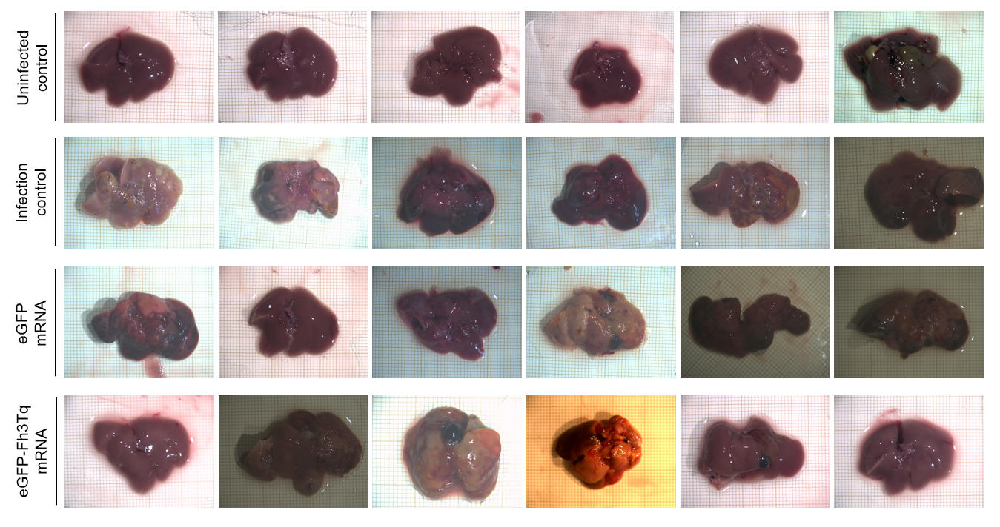 Uninfected
control
Infection
control
eGFP
mRNA
eGFP-Fh3Tq
mRNA